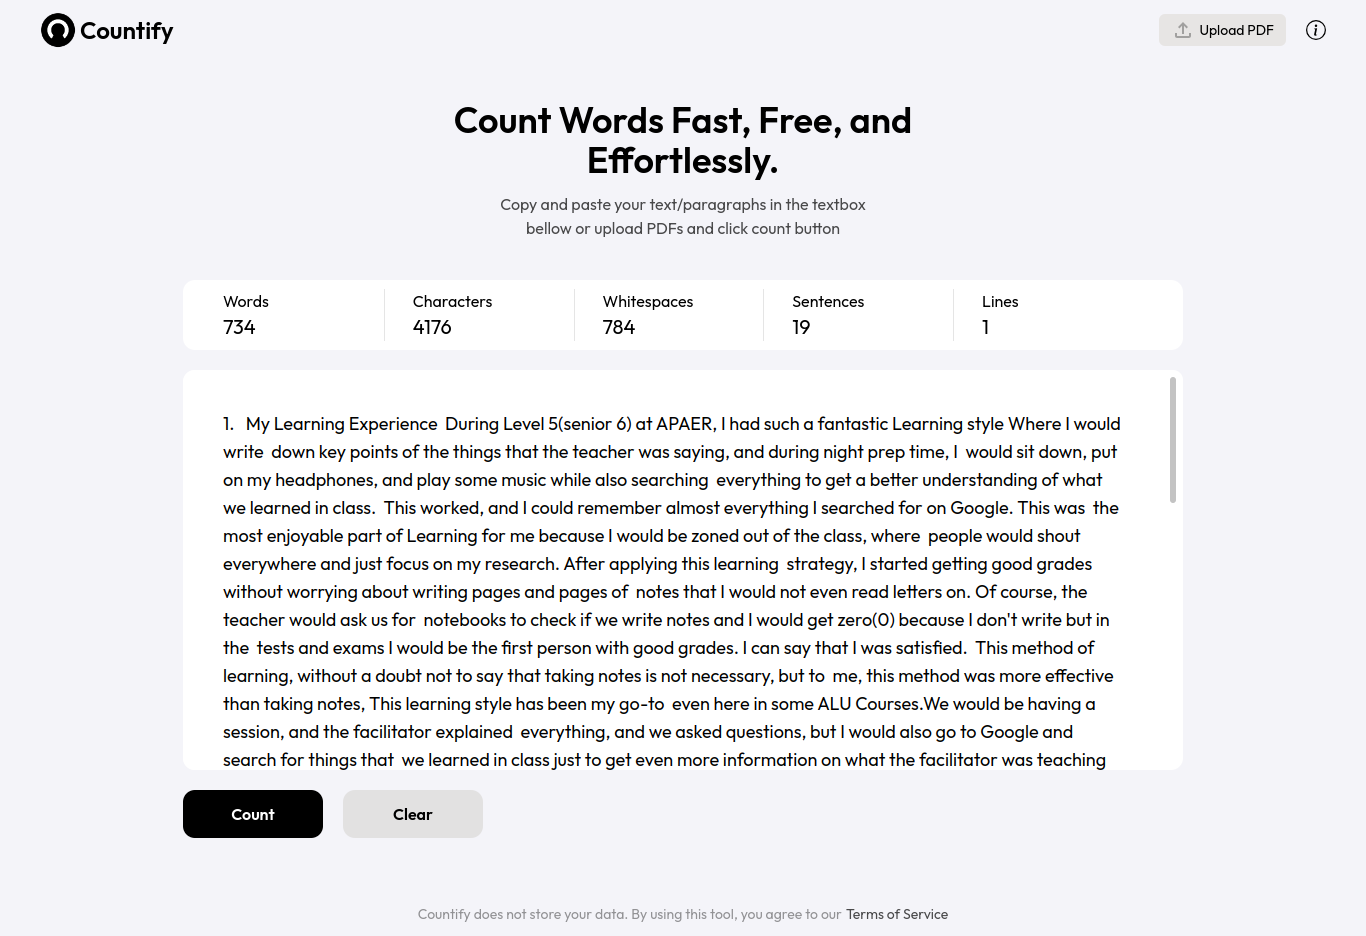 Countify
Upload PDF
Count Words Fast, Free, and
Effortlessly.
Copy and paste your text/paragraphs in the textbox
bellow or upload PDFs and click count button
Words
734
Characters
4176
Whitespaces
784
Sentences
19
Lines
1
1.   My Learning Experience  During Level 5(senior 6) at APAER, I had such a fantastic Learning style Where I would
write  down key points of the things that the teacher was saying, and during night prep time, I  would sit down, put
on my headphones, and play some music while also searching  everything to get a better understanding of what
we learned in class.  This worked, and I could remember almost everything I searched for on Google. This was  the
most enjoyable part of Learning for me because I would be zoned out of the class, where  people would shout
everywhere and just focus on my research. After applying this learning  strategy, I started getting good grades
without worrying about writing pages and pages of  notes that I would not even read letters on. Of course, the
teacher would ask us for  notebooks to check if we write notes and I would get zero(0) because I don't write but in
the  tests and exams I would be the first person with good grades. I can say that I was satisfied.  This method of
learning, without a doubt not to say that taking notes is not necessary, but to  me, this method was more effective
than taking notes, This learning style has been my go-to  even here in some ALU Courses.We would be having a
session, and the facilitator explained  everything, and we asked questions, but I would also go to Google and
search for things that  we learned in class just to get even more information on what the facilitator was teaching
Count
Clear
Countify does not store your data. By using this tool, you agree to our Terms of Service